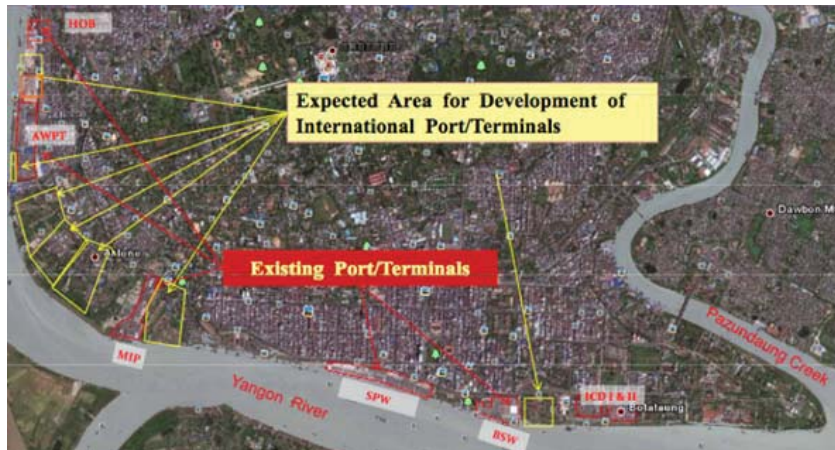 HOB
Expected Area for Development of
International Port/Terminals
AWPT
Dawbon M
Existing Port/Terminals
Pazundaung Creek
MIP
Yangon River
SPW
ICD I & II
Botataung
BSW